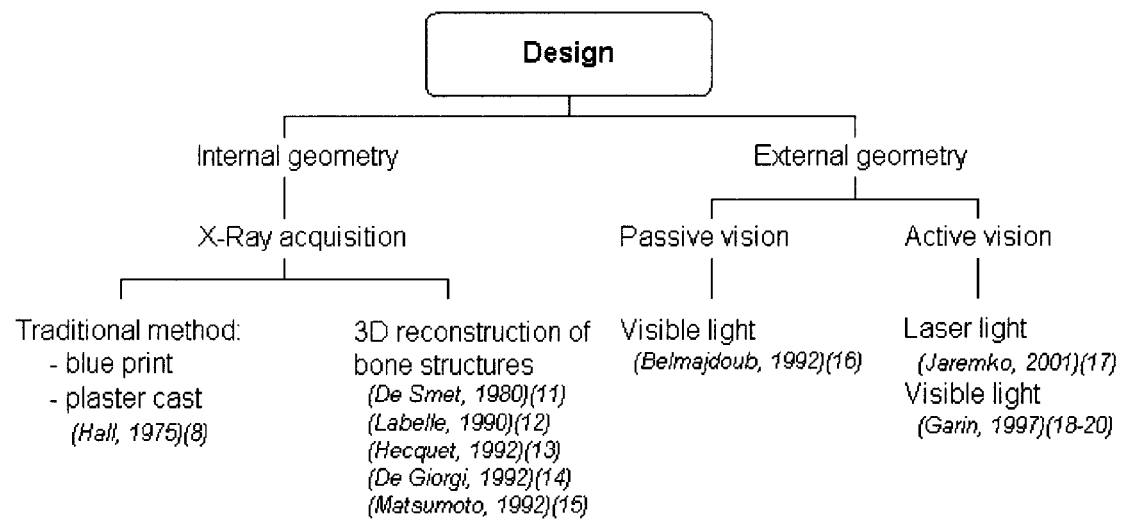 Design
Internal geometry
External geometry
X-Ray acquisition
Passive vision
Active vision
Traditional method:
- blue print
- plaster cast
(Hall, 1975)(8)
3D reconstruction of
bone structures
(De Smet, 1980)(11)
(Labelle, 1990)(12)
(Hecquet, 1992)(13)
(De Giorgi, 1992)(14)
(Matsumoto, 1992)(15)
Visible light
(Belmajdoub, 1992)(16)
Laser light
(Jaremko, 2001)(17)
Visible light
(Garin, 1997)(18-20)